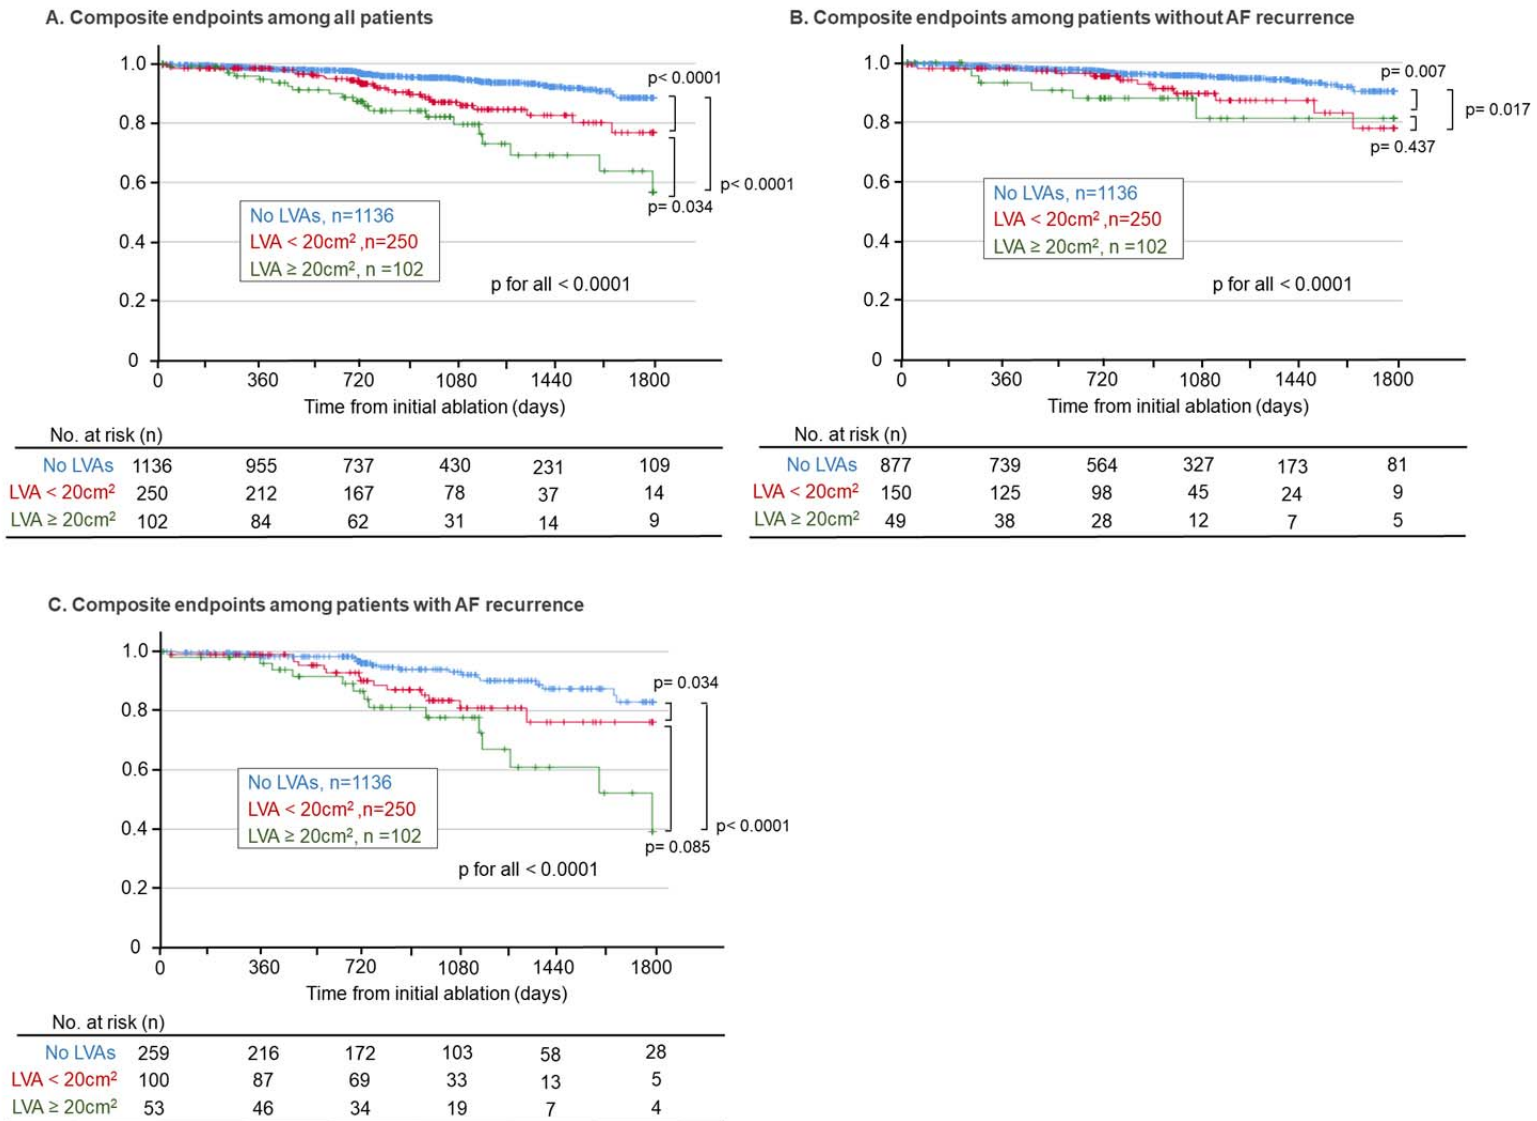 A. Composite endpoints among all patients
1.0
0.8
0.6
0.4
0.2
0
p< 0.0001
p< 0.0001
p= 0.034
No LVAs, n=1136
LVA < 20cm² ,n=250
LVA ≥ 20cm², n =102
p for all < 0.0001
0 360 720 1080 1440 1800
Time from initial ablation (days)
No. at risk (n)
No LVAs 1136 955 737 430 231 109
LVA < 20cm² 250 212 167 78 37 14
LVA ≥ 20cm² 102 84 62 31 14 9
B. Composite endpoints among patients without AF recurrence
1.0
0.8
0.6
0.4
0.2
0
p= 0.007
p= 0.017
p= 0.437
No LVAs, n=1136
LVA < 20cm² ,n=250
LVA ≥ 20cm², n =102
p for all < 0.0001
0 360 720 1080 1440 1800
Time from initial ablation (days)
No. at risk (n)
No LVAs 877 739 564 327 173 81
LVA < 20cm² 150 125 98 45 24 9
LVA ≥ 20cm² 49 38 28 12 7 5
C. Composite endpoints among patients with AF recurrence
1.0
0.8
0.6
0.4
0.2
0
p= 0.034
p< 0.0001
p= 0.085
No LVAs, n=1136
LVA < 20cm² ,n=250
LVA ≥ 20cm², n =102
p for all < 0.0001
0 360 720 1080 1440 1800
Time from initial ablation (days)
No. at risk (n)
No LVAs 259 216 172 103 58 28
LVA < 20cm² 100 87 69 33 13 5
LVA ≥ 20cm² 53 46 34 19 7 4